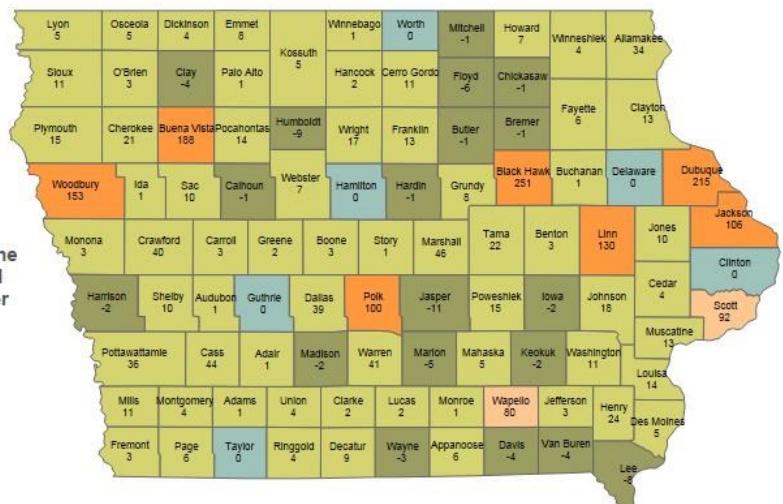 Lyon
5
Osceola
5
Dickinson
4
Emmet
8
Kossuth
5
Winnebago
1
Worth
0
Mitchell
-1
Howard
7
Winneshiek
4
Allamakee
34
Sioux
11
O'Brien
3
Clay
-4
Palo Alto
1
Hancock
2
Cerro Gordo
11
Floyd
-6
Chickasaw
-1
Fayette
6
Clayton
13
Plymouth
15
Cherokee
21
Buena Vista
188
Pocahontas
14
Humboldt
-9
Wright
17
Franklin
13
Butler
-1
Bremer
-1
Woodbury
153
Ida
1
Sac
10
Calhoun
-1
Webster
7
Hamilton
0
Hardin
-1
Grundy
8
Black Hawk
251
Buchanan
1
Delaware
0
Dubuque
215
Jackson
106
Monona
3
Crawford
40
Carroll
3
Greene
2
Boone
3
Story
1
Marshall
46
Tama
22
Benton
3
Linn
130
Jones
10
Clinton
0
Harrison
-2
Shelby
10
Audubon
1
Guthrie
0
Dallas
39
Polk
100
Jasper
-11
Poweshiek
15
Iowa
-2
Johnson
18
Cedar
4
Scott
92
Muscatine
13
Pottawattamie
36
Cass
44
Adair
1
Madison
-2
Warren
41
Marion
-5
Mahaska
5
Keokuk
-2
Washington
11
Louisa
14
Mills
11
Montgomery
4
Adams
1
Union
4
Clarke
2
Lucas
2
Monroe
1
Wapello
80
Jefferson
3
Henry
24
Des Moines
5
Fremont
3
Page
6
Taylor
0
Ringgold
4
Decatur
9
Wayne
-3
Appanoose
6
Davis
-4
Van Buren
-4
Lee
-8